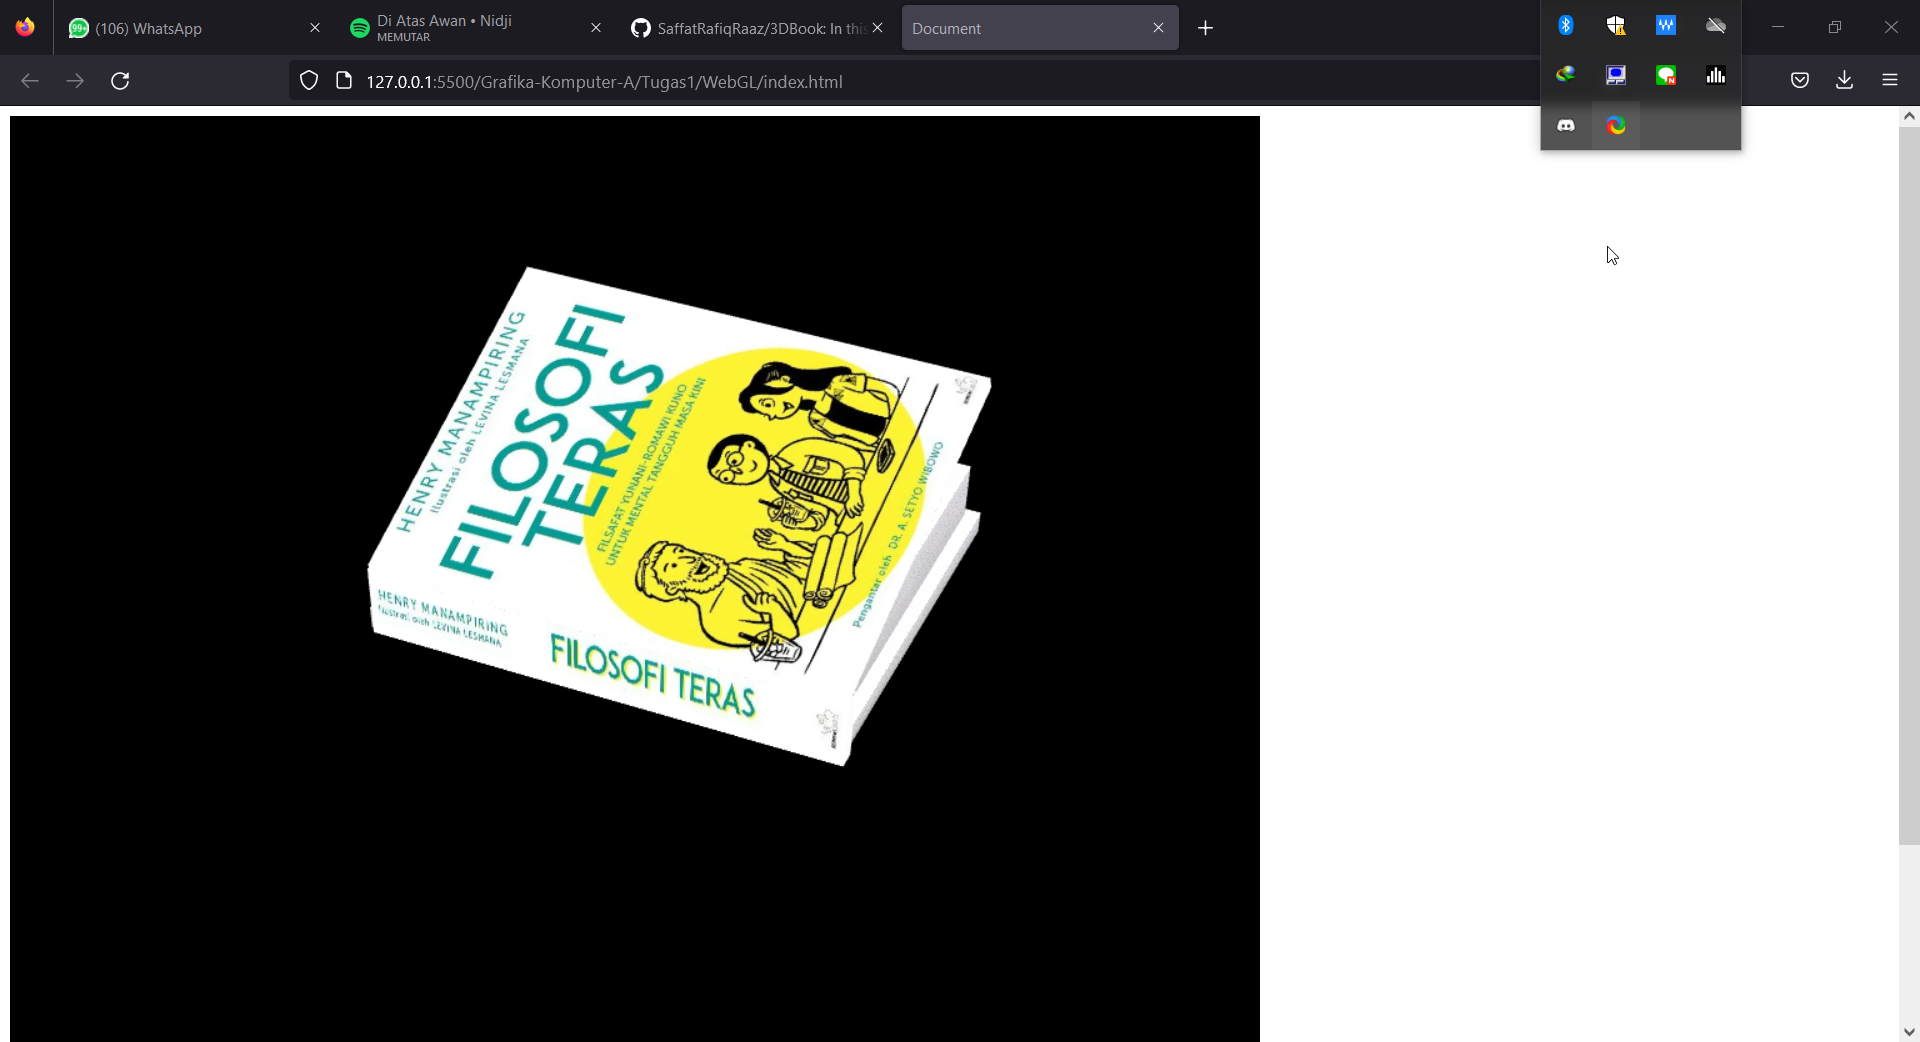 99+ (106) WhatsApp
Di Atas Awan • Nidji
MEMUTAR
SaffatRafiqRaaz/3DBook: In this
Document
127.0.0.1:5500/Grafika-Komputer-A/Tugas1/WebGL/index.html
HENRY MANAMPIRING
Ilustrasi oleh LEVINA LESMANA
FILOSOFI
TERAS
FILSAFAT YUNANI-ROMAWI KUNO
UNTUK MENTAL TANGGUH MASA KINI
Pengantar oleh DR. A. SETYO WIBOWO
HENRY MANAMPIRING
Ilustrasi oleh LEVINA LESMANA
FILOSOFI TERAS